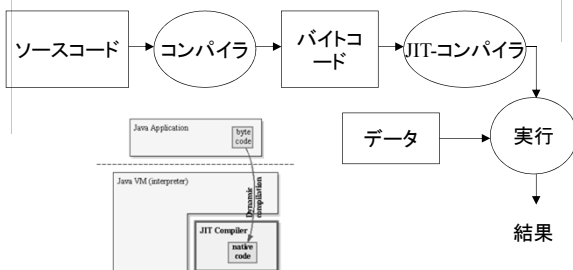 ソースコード
コンパイラ
バイトコ
ード
JIT-コンパイラ
データ
実行
結果
Java Application
byte
code
Java VM (interpreter)
Dynamic
compilation
JIT Compiler
native
code